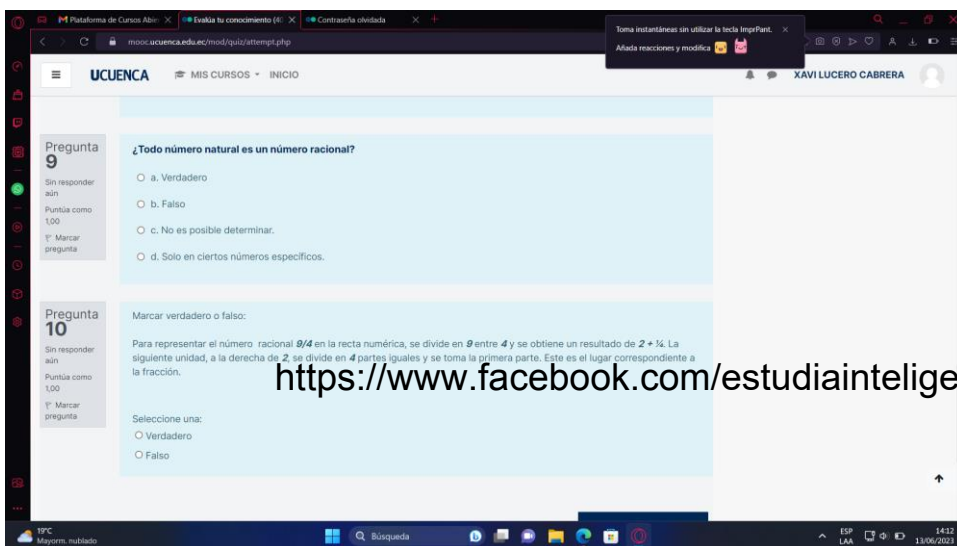 Plataforma de Cursos Abier
Evalúa tu conocimiento (40
Contraseña olvidada
Toma instantáneas sin utilizar la tecla ImprPant.
Añada reacciones y modifica
mooc.ucuenca.edu.ec/mod/quiz/attempt.php
UCUENCA
MIS CURSOS
INICIO
XAVI LUCERO CABRERA
Pregunta
9
Sin responder
aún
Puntúa como
1,00
Marcar
pregunta
¿Todo número natural es un número racional?
a. Verdadero
b. Falso
c. No es posible determinar.
d. Solo en ciertos números específicos.
Pregunta
10
Sin responder
aún
Puntúa como
1,00
Marcar
pregunta
Marcar verdadero o falso:
Para representar el número racional 9/4 en la recta numérica, se divide en 9 entre 4 y se obtiene un resultado de 2 + ¼. La
siguiente unidad, a la derecha de 2, se divide en 4 partes iguales y se toma la primera parte. Este es el lugar correspondiente a
la fracción.
https://www.facebook.com/estudiaintelige
Seleccione una:
Verdadero
Falso
19°C
Mayorm. nublado
Búsqueda
ESP
LAA
14:12
13/06/2023